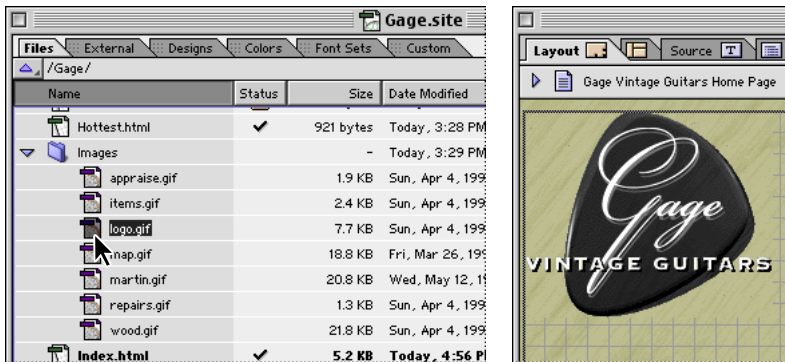 Gage.site
Files External Designs Colors Font Sets Custom
/Gage/
Name Status Size Date Modified
Hottest.html 921 bytes Today, 3:28 PM
Images - Today, 3:29 PM
appraise.gif 1.9 KB Sun, Apr 4, 199
items.gif 2.4 KB Sun, Apr 4, 199
logo.gif 7.7 KB Sun, Apr 4, 199
map.gif 18.8 KB Fri, Mar 26, 199
martin.gif 20.8 KB Wed, May 12, 1
repairs.gif 1.3 KB Sun, Apr 4, 199
wood.gif 21.8 KB Sun, Apr 4, 199
Index.html 5.2 KB Today, 4:56 P
Layout Source T
Gage Vintage Guitars Home Page
Gage
VINTAGE GUITARS